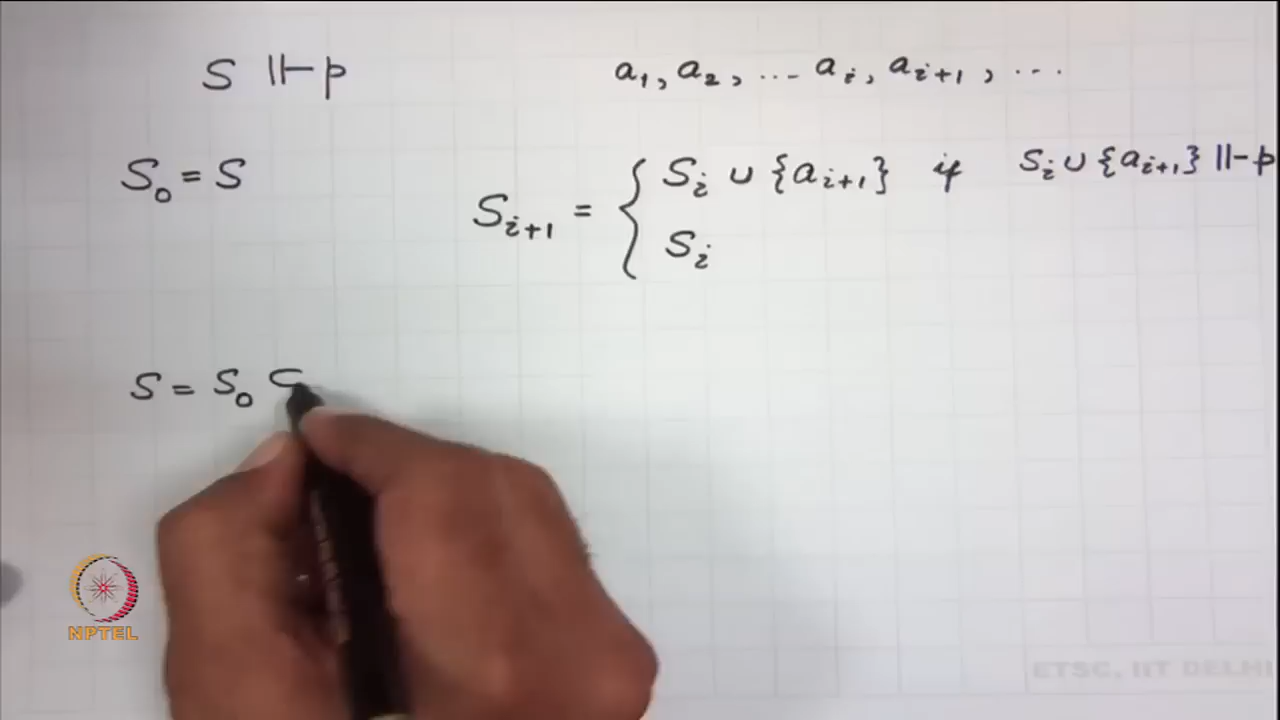 S ⊩ p
a₁, a₂, ... aᵢ, aᵢ₊₁, ...
S₀ = S
Sᵢ₊₁ = { Sᵢ ∪ {aᵢ₊₁} if Sᵢ ∪ {aᵢ₊₁} ⊩ p
Sᵢ
S = S₀ ⊂
NPTEL
ETSC, IIT DELHI